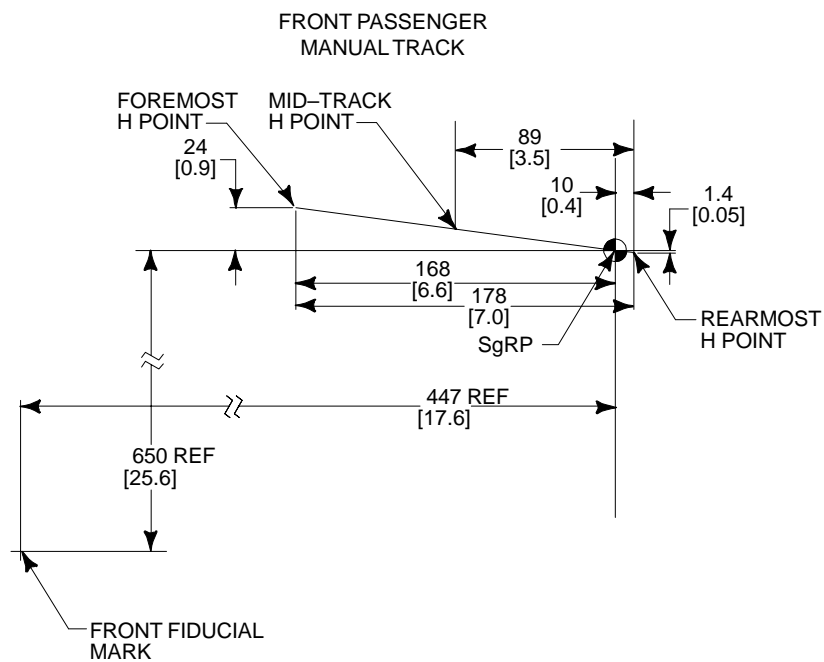 FRONT PASSENGER
MANUAL TRACK
FOREMOST
H POINT
MID–TRACK
H POINT
24
[0.9]
89
[3.5]
10
[0.4]
1.4
[0.05]
168
[6.6]
178
[7.0]
SgRP
REARMOST
H POINT
447 REF
[17.6]
650 REF
[25.6]
FRONT FIDUCIAL
MARK